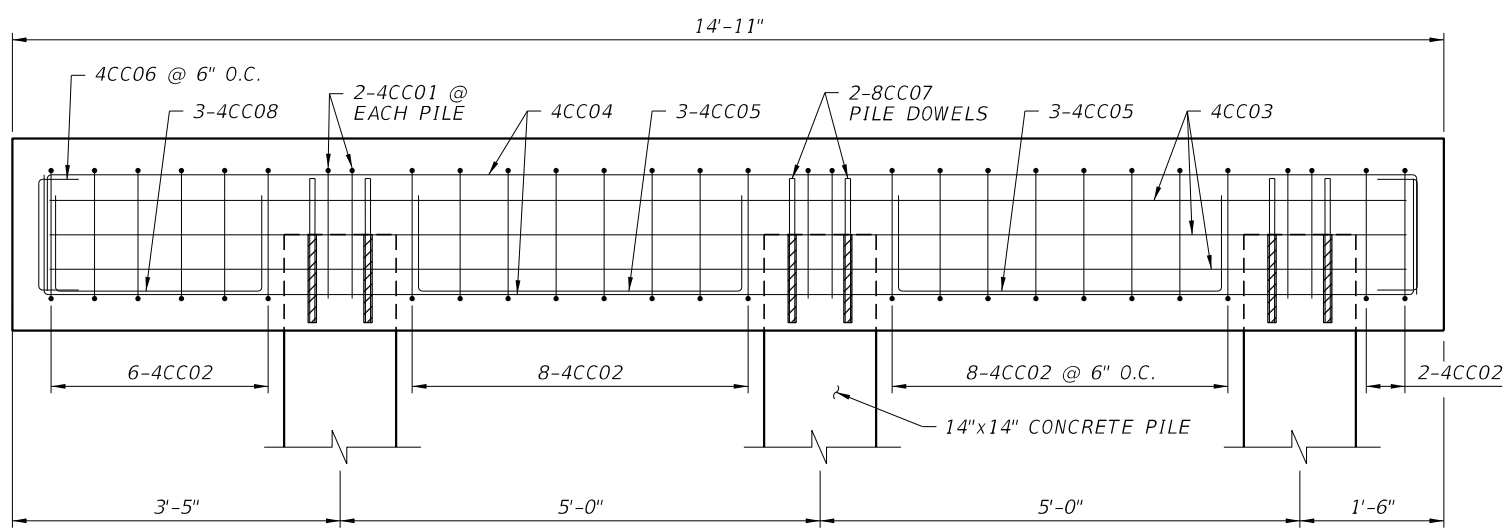 14'-11"
4CC06 @ 6" O.C.
3-4CC08
2-4CC01 @
EACH PILE
4CC04
3-4CC05
2-8CC07
PILE DOWELS
3-4CC05
4CC03
6-4CC02
8-4CC02
8-4CC02 @ 6" O.C.
2-4CC02
14"x14" CONCRETE PILE
3'-5"
5'-0"
5'-0"
1'-6"